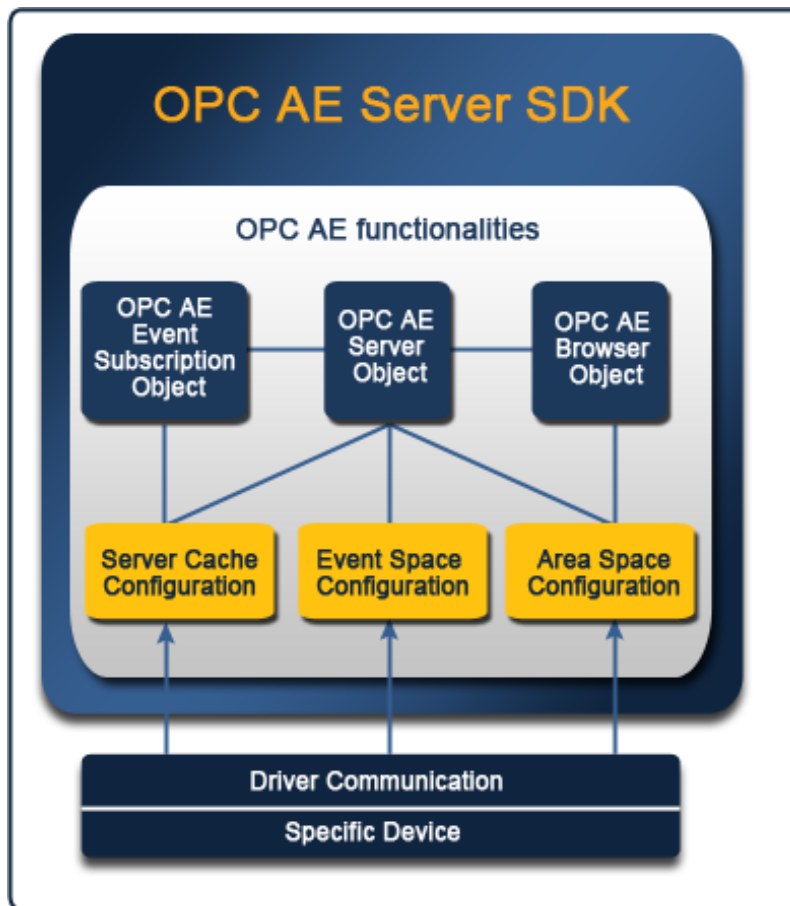 OPC AE Server SDK
OPC AE functionalities
OPC AE
Event
Subscription
Object
OPC AE
Server
Object
OPC AE
Browser
Object
Server Cache
Configuration
Event Space
Configuration
Area Space
Configuration
Driver Communication
Specific Device